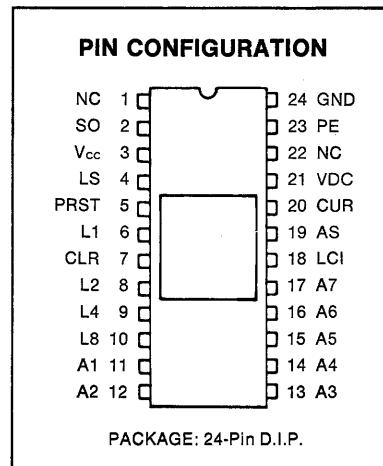 PIN CONFIGURATION
NC 1 24 GND
SO 2 23 PE
Vcc 3 22 NC
LS 4 21 VDC
PRST 5 20 CUR
L1 6 19 AS
CLR 7 18 LCI
L2 8 17 A7
L4 9 16 A6
L8 10 15 A5
A1 11 14 A4
A2 12 13 A3
PACKAGE: 24-Pin D.I.P.